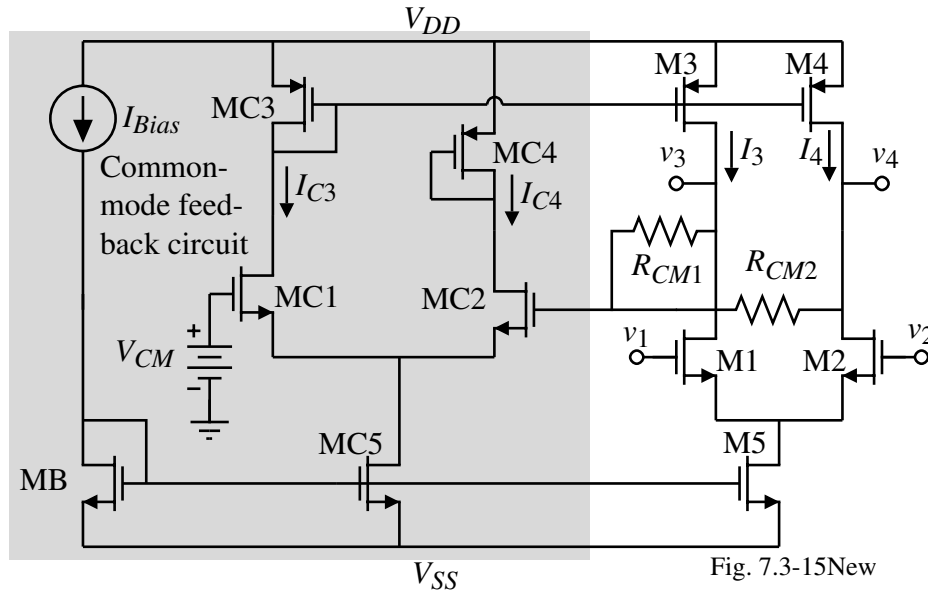 V_DD
M3
M4
MC3
I_Bias
MC4
v_3
I_3
I_4
v_4
Common-
mode feed-
back circuit
I_C3
I_C4
R_CM1
R_CM2
MC1
MC2
v_1
v_2
+
V_CM
-
M1
M2
MC5
M5
MB
V_SS
Fig. 7.3-15New